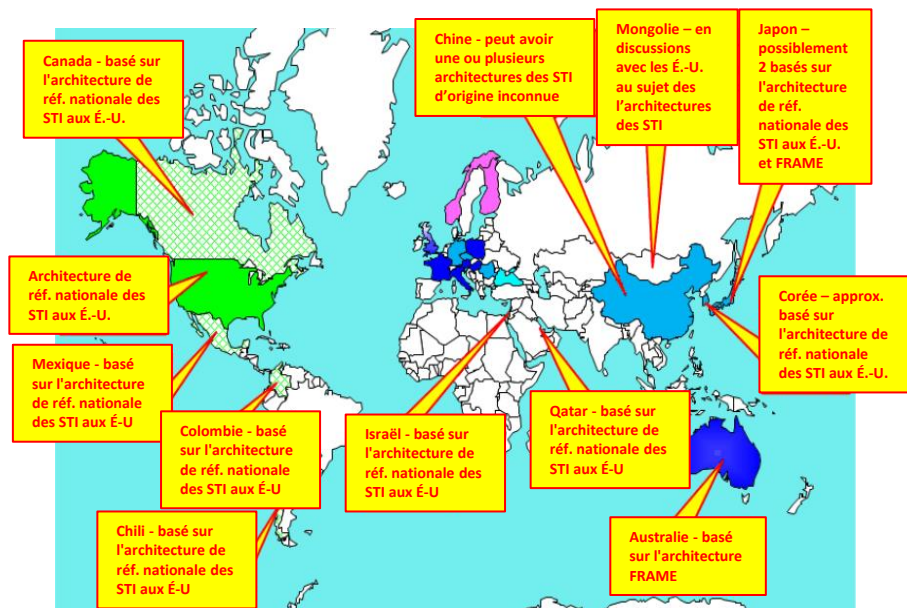 Canada - basé sur
l'architecture de
réf. nationale des
STI aux É.-U.
Chine - peut avoir
une ou plusieurs
architectures des STI
d'origine inconnue
Mongolie – en
discussions
avec les É.-U.
au sujet des
l'architectures
des STI
Japon –
possiblement
2 basés sur
l'architecture
de réf.
nationale des
STI aux É.-U.
et FRAME
Architecture de
réf. nationale des
STI aux É.-U.
Corée – approx.
basé sur
l'architecture de
réf. nationale
des STI aux É.-U.
Mexique - basé
sur l'architecture
de réf. nationale
des STI aux É-U
Colombie - basé
sur l'architecture
de réf. nationale
des STI aux É-U
Israël - basé sur
l'architecture de
réf. nationale des
STI aux É-U
Qatar - basé sur
l'architecture de
réf. nationale des
STI aux É-U
Chili - basé sur
l'architecture de
réf. nationale des
STI aux É-U
Australie - basé
sur l'architecture
FRAME